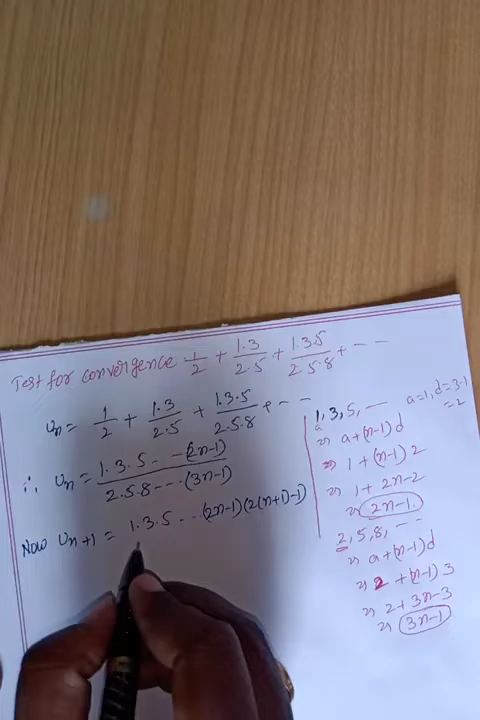 Test for convergence 1/2 + 1.3/2.5 + 1.3.5/2.5.8 + - -
Un = 1/2 + 1.3/2.5 + 1.3.5/2.5.8 + - -
∴ Un = 1.3.5 - - (2n-1)/2.5.8 - - . (3n-1)
Now Un+1 = 1.3.5 - - (2n-1)(2(n+1)-1)
1, 3, 5, - - a=1, d=3-1
=2
a
⇒ a+(n-1)d
⇒ 1+(n-1)2
⇒ 1+2n-2
⇒ 2n-1.
2, 5, 8, - -
⇒ a+(n-1)d
⇒ 2+(n-1)3
⇒ 2+3n-3
⇒ 3n-1